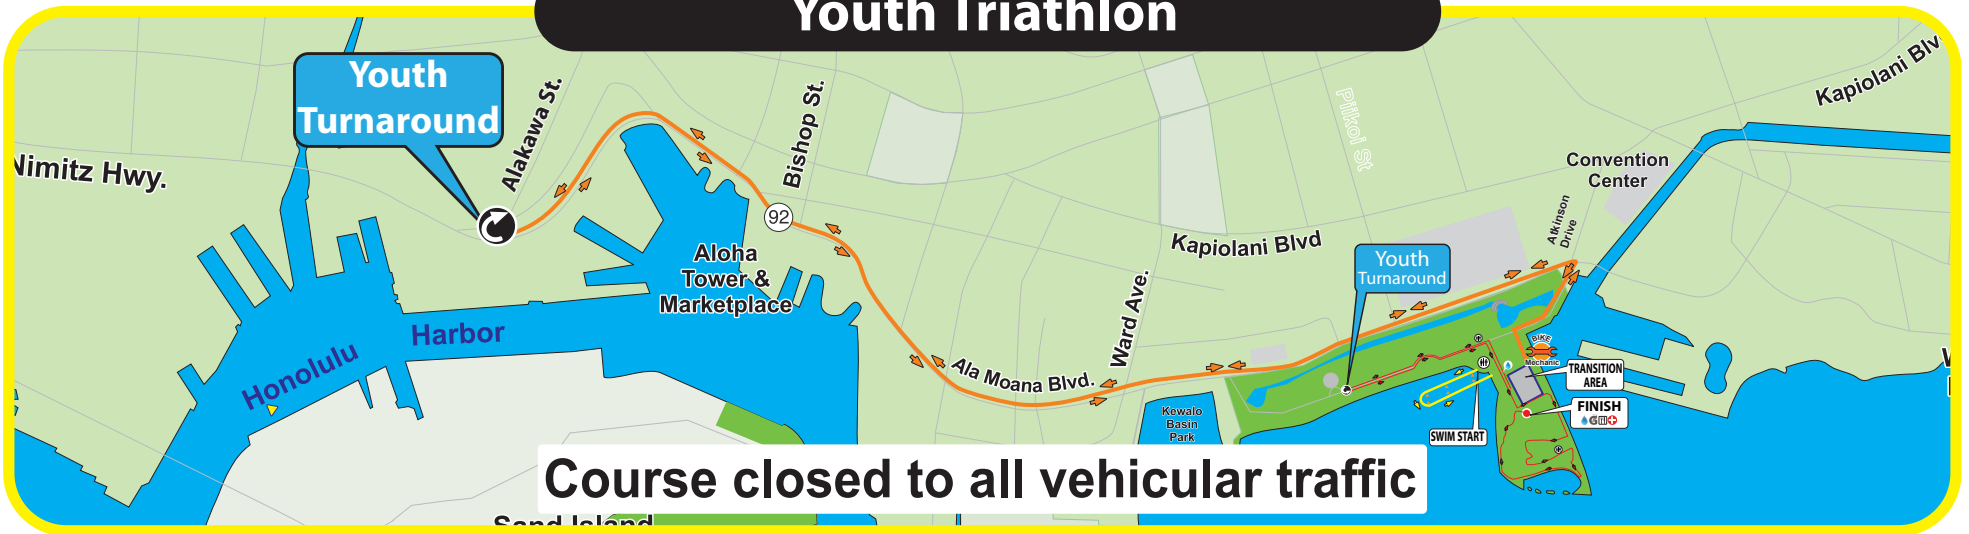 Youth Triathlon
Youth
Turnaround
Alakawa St.
Bishop St.
Nimitz Hwy.
92
Aloha
Tower &
Marketplace
Honolulu
Harbor
Ala Moana Blvd.
Ward Ave.
Kapiolani Blvd
Piikoi St
Youth
Turnaround
Atkinson
Drive
Convention
Center
Kapiolani Blv
BIKE
Mechanic
TRANSITION
AREA
FINISH
SWIM START
Kewalo
Basin
Park
Course closed to all vehicular traffic
Sand Island